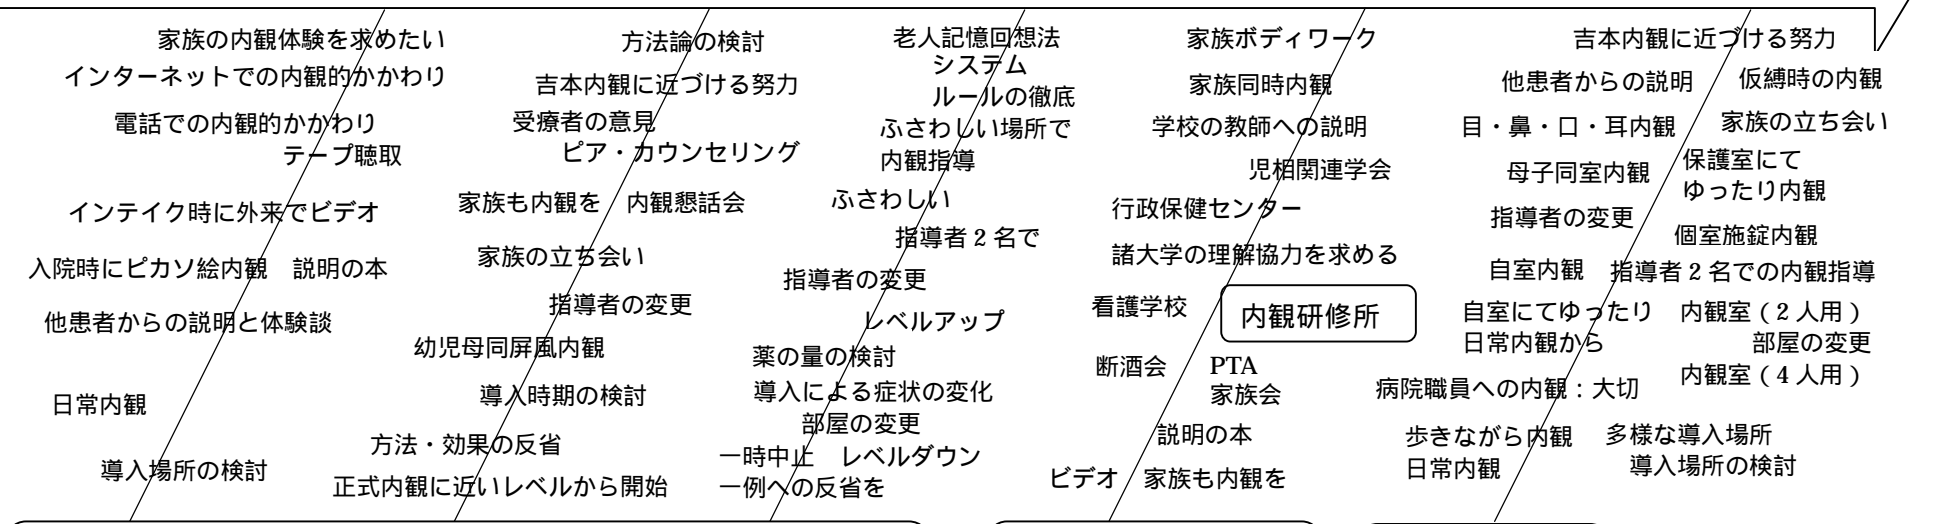 家族の内観体験を求めたい
インターネットでの内観的かかわり
電話での内観的かかわり
テープ聴取
インテイク時に外来でビデオ
入院時にピカソ絵内観　説明の本
他患者からの説明と体験談
日常内観
導入場所の検討
方法論の検討
吉本内観に近づける努力
受療者の意見
ピア・カウンセリング
家族も内観を　内観懇話会
家族の立ち会い
指導者の変更
幼児母同屏風内観
導入時期の検討
方法・効果の反省
正式内観に近いレベルから開始
老人記憶回想法
システム
ルールの徹底
ふさわしい場所で
内観指導
ふさわしい
指導者2名で
指導者の変更
レベルアップ
薬の量の検討
導入による症状の変化
部屋の変更
一時中止　レベルダウン
一例への反省を
家族ボディワーク
家族同時内観
学校の教師への説明
児相関連学会
行政保健センター
諸大学の理解協力を求める
看護学校
内観研修所
断酒会　PTA
家族会
説明の本
ビデオ　家族も内観を
吉本内観に近づける努力
他患者からの説明
目・鼻・口・耳内観
母子同室内観
指導者の変更
自室内観
自室にてゆったり
日常内観から
病院職員への内観：大切
歩きながら内観
日常内観
仮縛時の内観
家族の立ち会い
保護室にて
ゆったり内観
個室施錠内観
指導者2名での内観指導
内観室（2人用）
部屋の変更
内観室（4人用）
多様な導入場所
導入場所の検討